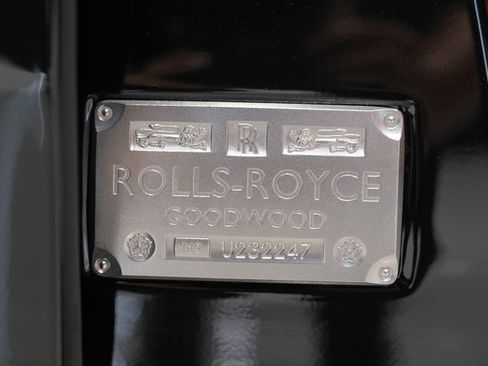 RR
ROLLS-ROYCE
GOODWOOD
Nº U232247